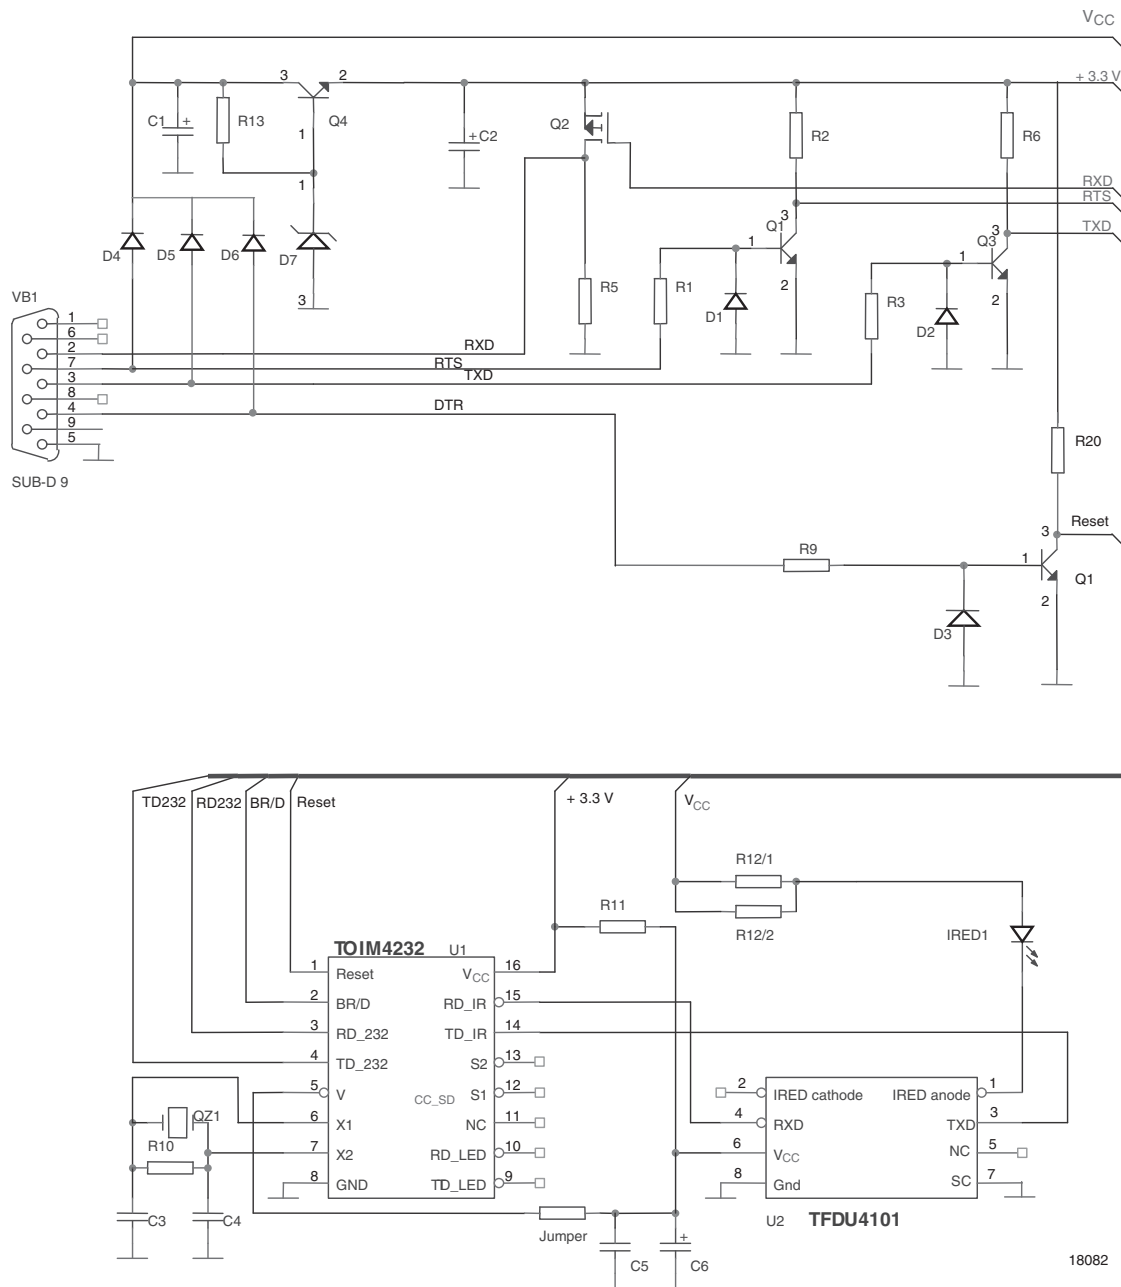 VCC
3 2 + 3.3 V
C1 + R13 Q4 + C2 Q2 R2 R6
1
1 RXD
RTS
3 Q1 3 TXD
D4 D5 D6 D7 1 1 Q3
VB1 3 R5 R1 D1 2 R3 D2 2
1
6
2 RXD
7 RTS
3 TXD
8
4 DTR
9
5 R20
SUB-D 9
3 Reset
R9 1
Q1
2
D3
TD232 RD232 BR/D Reset + 3.3 V VCC
R12/1
R11
R12/2 IRED1
TOIM4232 U1
1 Reset VCC 16
2 BR/D RD_IR 15
3 RD_232 TD_IR 14
4 TD_232 S2 13
5 V CC_SD S1 12
6 X1 NC 11
7 X2 RD_LED 10
8 GND TD_LED 9
QZ1
R10
C3 C4
2 IRED cathode IRED anode 1
4 RXD TXD 3
6 VCC NC 5
8 Gnd SC 7
U2 TFDU4101
Jumper
C5 + C6
18082